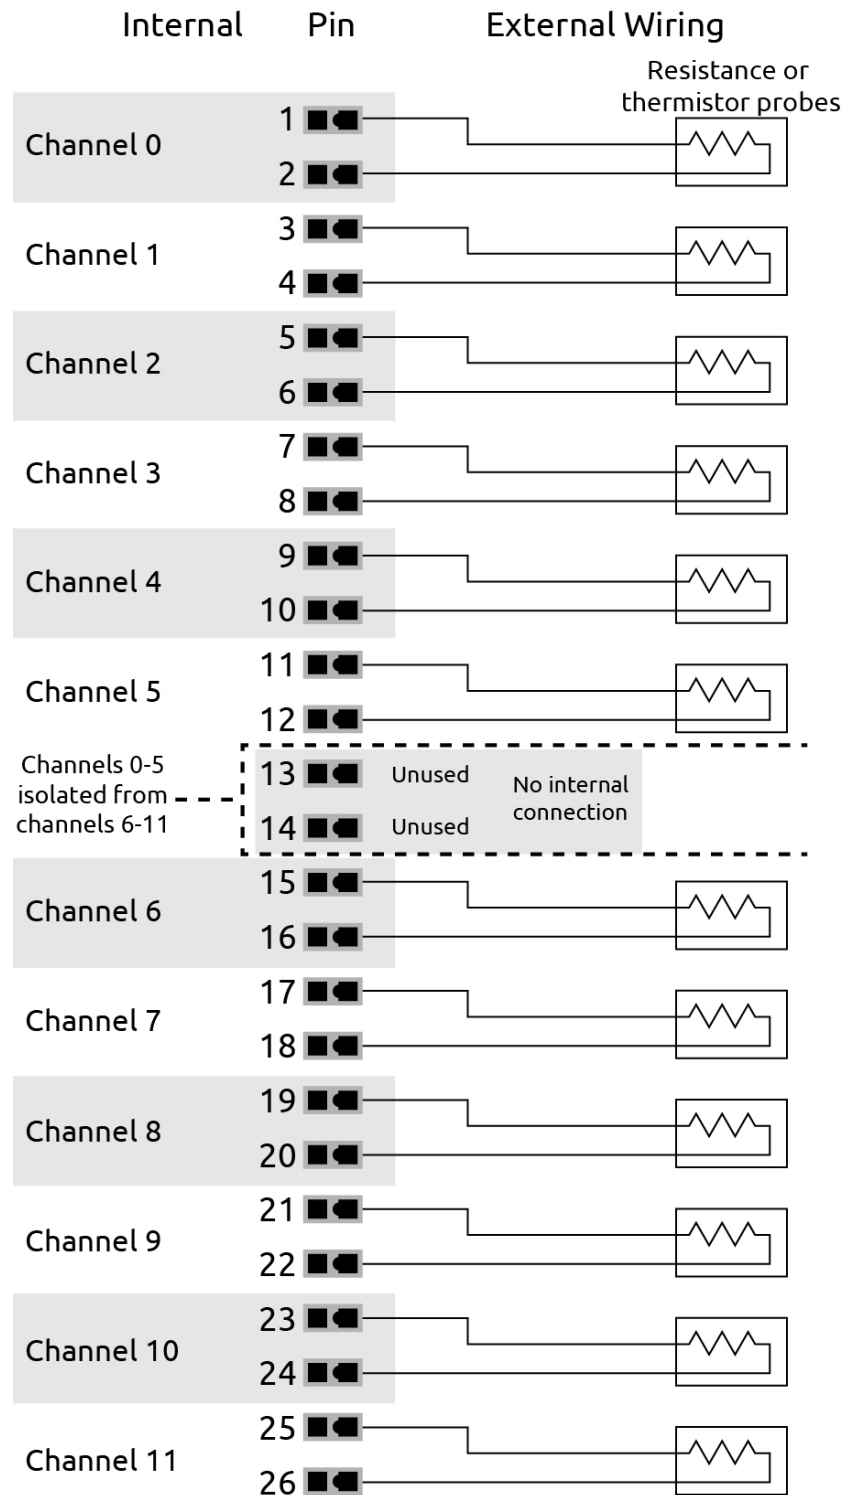 Internal Pin External Wiring
Resistance or
thermistor probes
1
Channel 0
2
3
Channel 1
4
5
Channel 2
6
7
Channel 3
8
9
Channel 4
10
11
Channel 5
12
Channels 0-5
isolated from
channels 6-11
13 Unused
14 Unused
No internal
connection
15
Channel 6
16
17
Channel 7
18
19
Channel 8
20
21
Channel 9
22
23
Channel 10
24
25
Channel 11
26